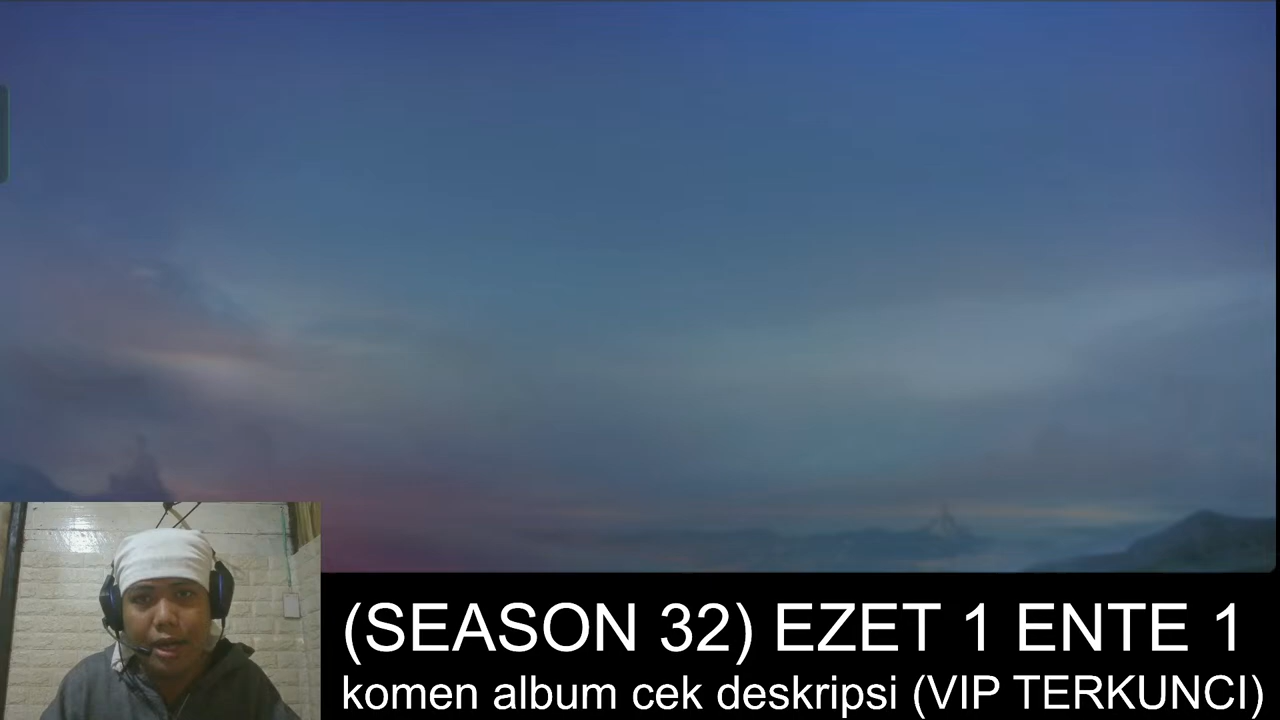 (SEASON 32) EZET 1 ENTE 1
komen album cek deskripsi (VIP TERKUNCI)